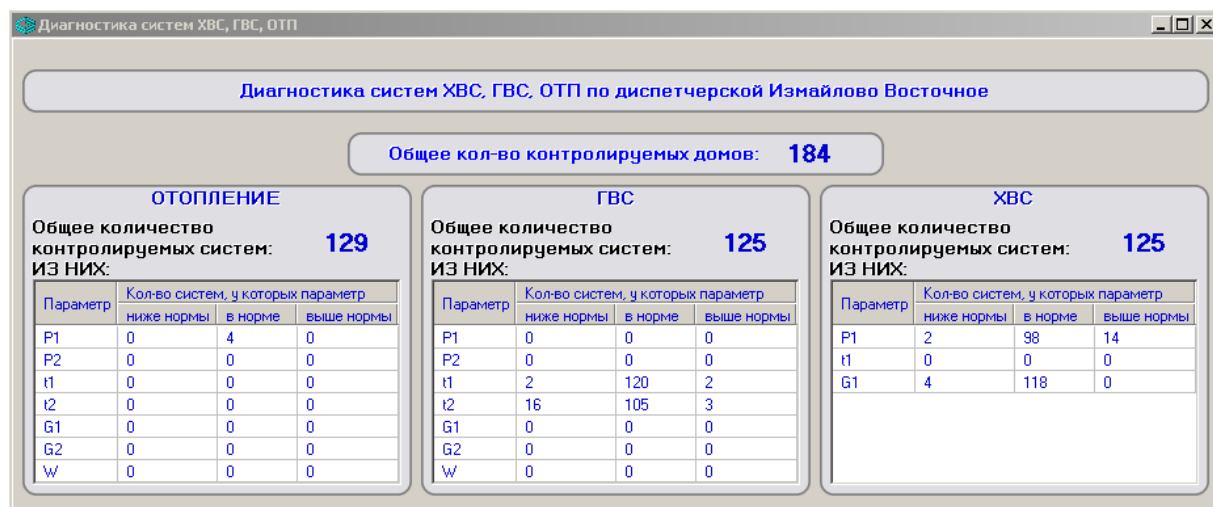 Диагностика систем ХВС, ГВС, ОТП
Диагностика систем ХВС, ГВС, ОТП по диспетчерской Измайлово Восточное
Общее кол-во контролируемых домов: 184
ОТОПЛЕНИЕ
Общее количество
контролируемых систем: 129
ИЗ НИХ:
Параметр Кол-во систем, у которых параметр
ниже нормы в норме выше нормы
P1 0 4 0
P2 0 0 0
t1 0 0 0
t2 0 0 0
G1 0 0 0
G2 0 0 0
W 0 0 0
ГВС
Общее количество
контролируемых систем: 125
ИЗ НИХ:
Параметр Кол-во систем, у которых параметр
ниже нормы в норме выше нормы
P1 0 0 0
P2 0 0 0
t1 2 120 2
t2 16 105 3
G1 0 0 0
G2 0 0 0
W 0 0 0
ХВС
Общее количество
контролируемых систем: 125
ИЗ НИХ:
Параметр Кол-во систем, у которых параметр
ниже нормы в норме выше нормы
P1 2 98 14
t1 0 0 0
G1 4 118 0